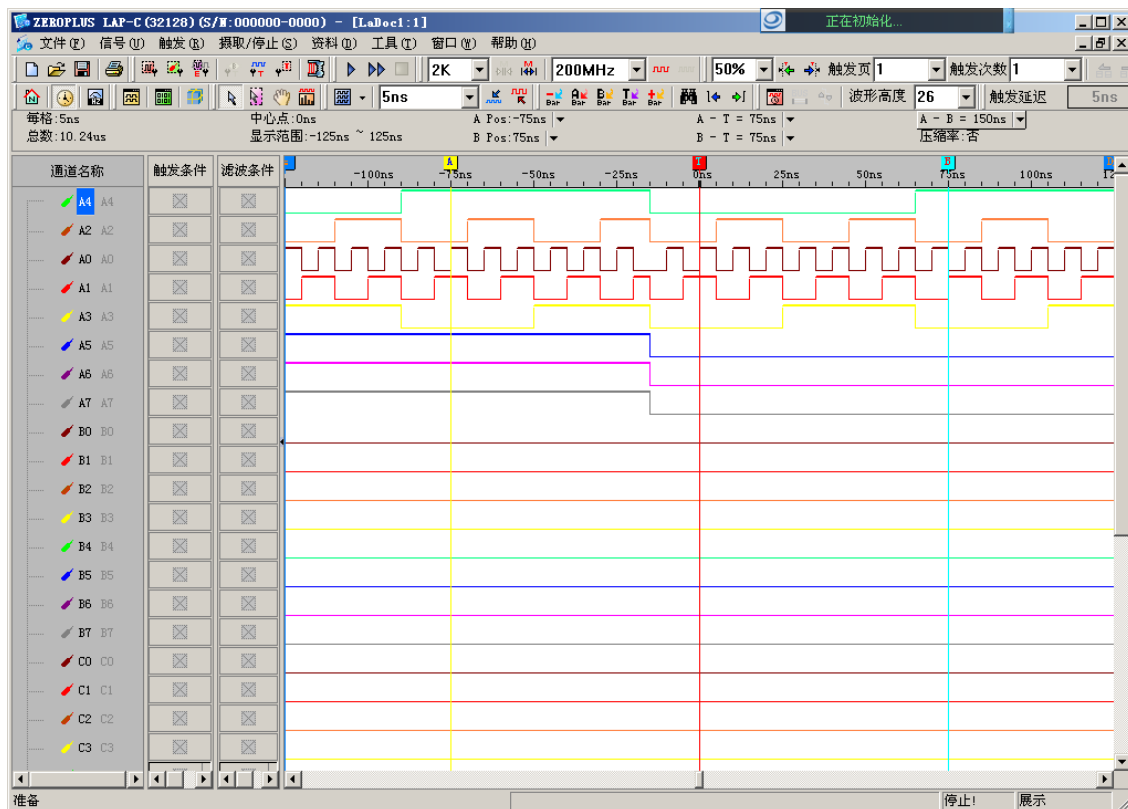 ZEROPLUS LAP-C(32128)(S/N:000000-0000) - [LaDoc1:1]
正在初始化...
文件(F) 信号(U) 触发(R) 摄取/停止(S) 资料(D) 工具(T) 窗口(W) 帮助(H)
2K 200MHz 50% 触发页 1 触发次数 1
5ns Bar Bar Bar Bar Bar 波形高度 26 触发延迟 5ns
每格:5ns 中心点:0ns A Pos:-75ns A - T = 75ns A - B = 150ns
总数:10.24us 显示范围:-125ns ~ 125ns B Pos:75ns B - T = 75ns 压缩率:否
通道名称 触发条件 滤波条件
A T B
-100ns -75ns -50ns -25ns 0ns 25ns 50ns 75ns 100ns
A4 A4
A2 A2
A0 A0
A1 A1
A3 A3
A5 A5
A6 A6
A7 A7
B0 B0
B1 B1
B2 B2
B3 B3
B4 B4
B5 B5
B6 B6
B7 B7
C0 C0
C1 C1
C2 C2
C3 C3
准备 停止! 展示